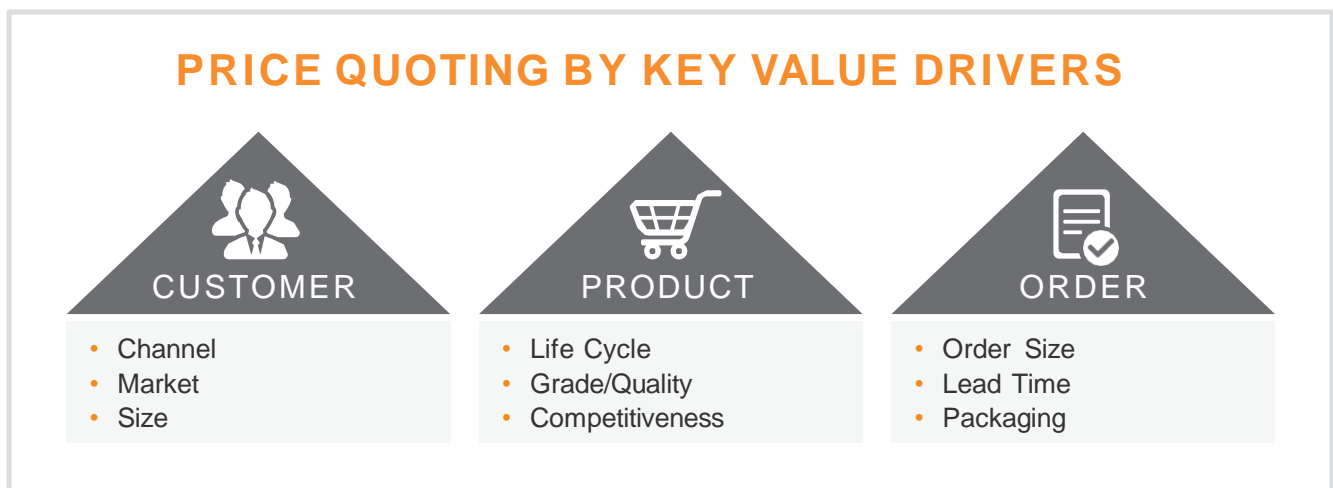 PRICE QUOTING BY KEY VALUE DRIVERS
CUSTOMER
• Channel
• Market
• Size
PRODUCT
• Life Cycle
• Grade/Quality
• Competitiveness
ORDER
• Order Size
• Lead Time
• Packaging